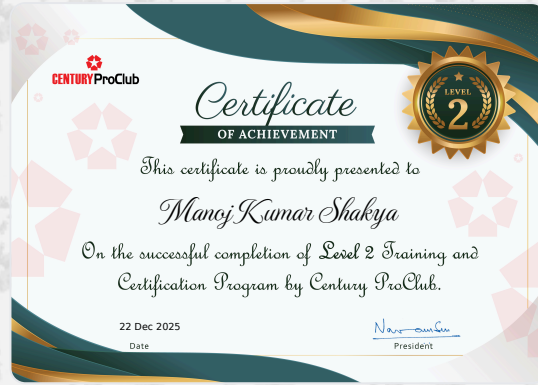 CENTURY ProClub
Certificate
OF ACHIEVEMENT
LEVEL
2
This certificate is proudly presented to
Manoj Kumar Shakya
On the successful completion of Level 2 Training and
Certification Program by Century ProClub.
22 Dec 2025
Date
President